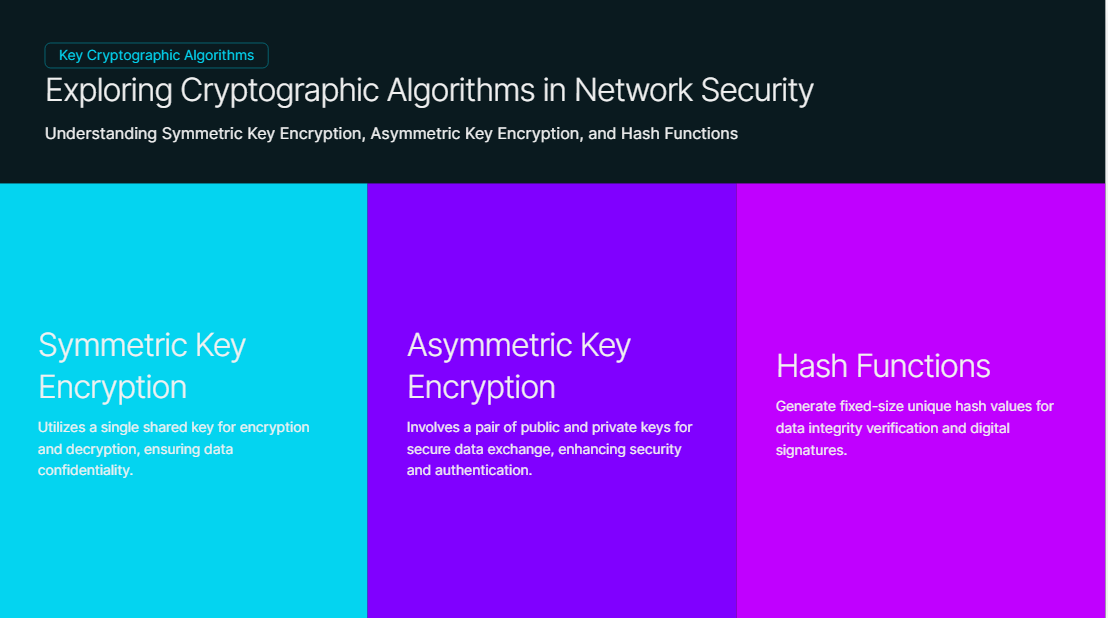 Key Cryptographic Algorithms
Exploring Cryptographic Algorithms in Network Security
Understanding Symmetric Key Encryption, Asymmetric Key Encryption, and Hash Functions
Symmetric Key
Encryption
Utilizes a single shared key for encryption
and decryption, ensuring data
confidentiality.
Asymmetric Key
Encryption
Involves a pair of public and private keys for
secure data exchange, enhancing security
and authentication.
Hash Functions
Generate fixed-size unique hash values for
data integrity verification and digital
signatures.